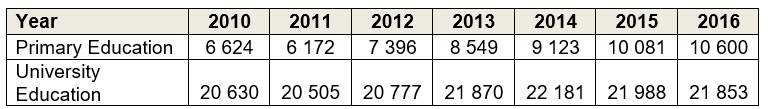 Year 2010 2011 2012 2013 2014 2015 2016
Primary Education 6 624 6 172 7 396 8 549 9 123 10 081 10 600
University
Education 20 630 20 505 20 777 21 870 22 181 21 988 21 853